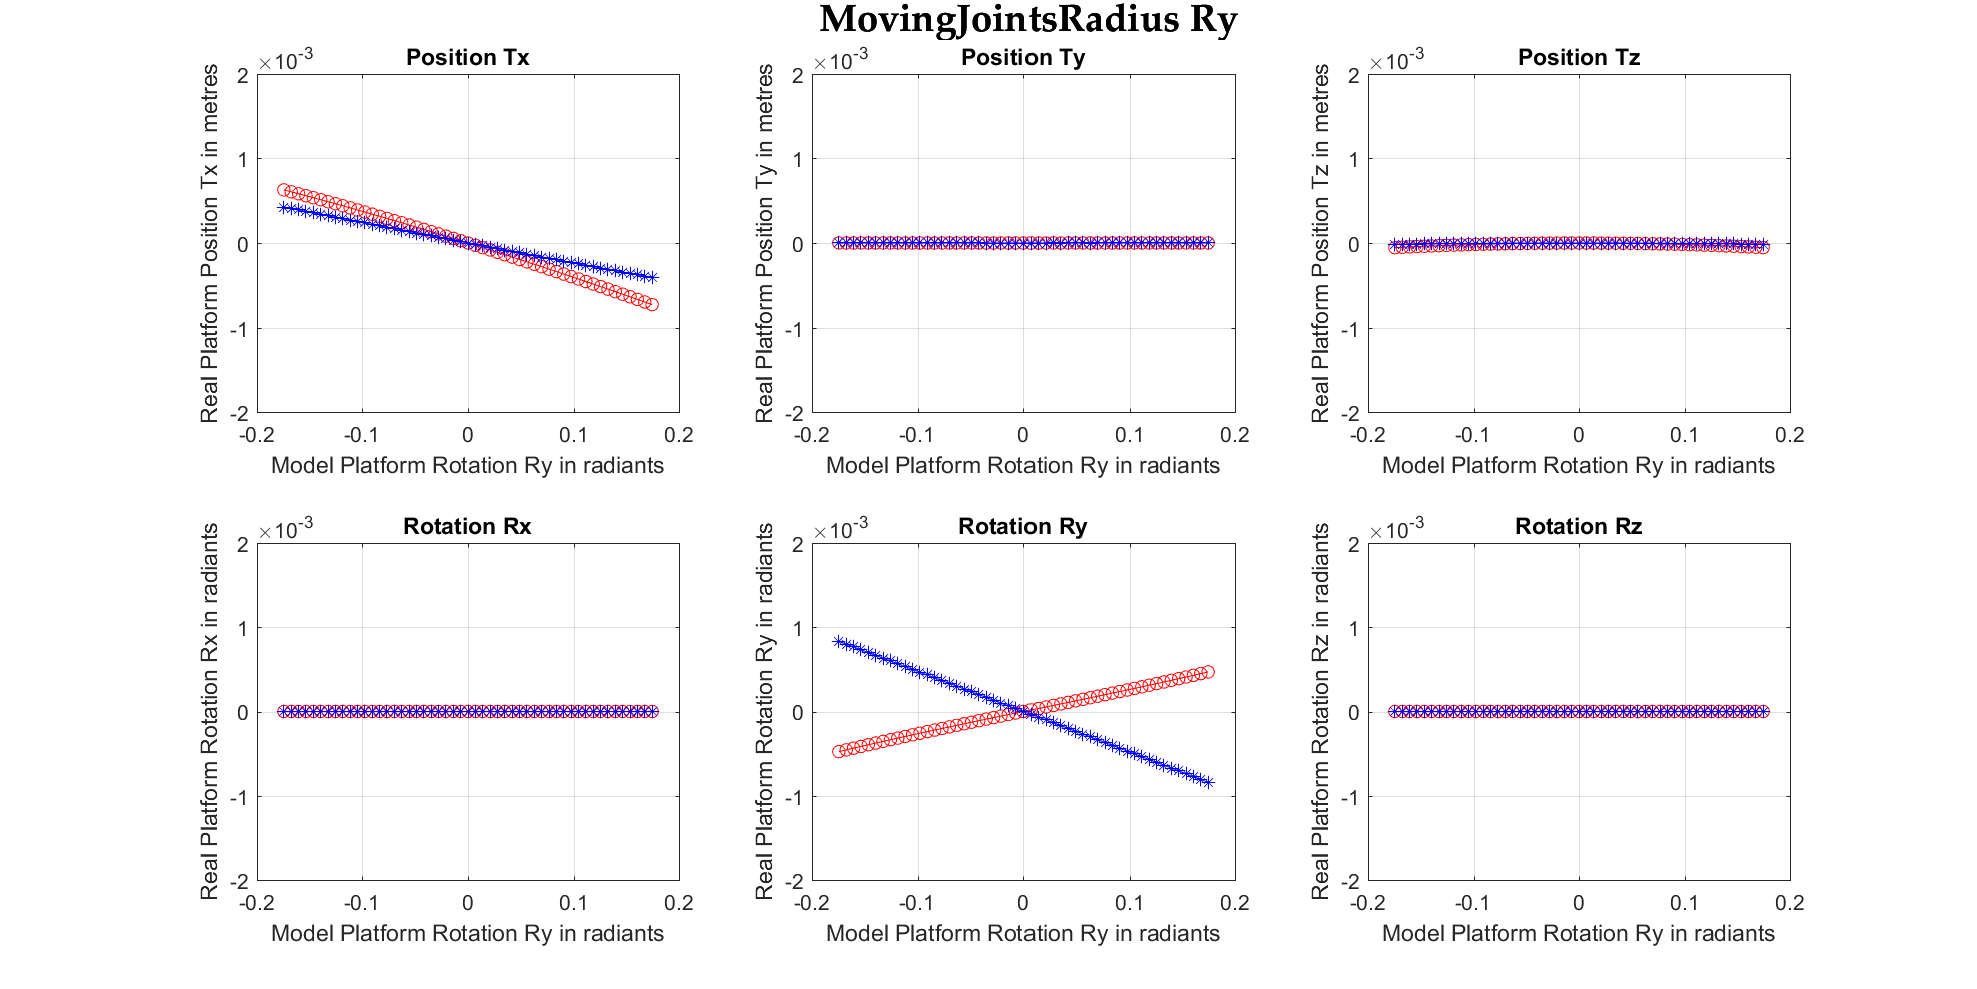 MovingJointsRadius Ry
Position Tx
Position Ty
Position Tz
×10-3
×10-3
×10-3
Real Platform Position Tx in metres
2
1
0
-1
-2
-0.2 -0.1 0 0.1 0.2
Model Platform Rotation Ry in radiants
Real Platform Position Ty in metres
2
1
0
-1
-2
-0.2 -0.1 0 0.1 0.2
Model Platform Rotation Ry in radiants
Real Platform Position Tz in metres
2
1
0
-1
-2
-0.2 -0.1 0 0.1 0.2
Model Platform Rotation Ry in radiants
Rotation Rx
Rotation Ry
Rotation Rz
×10-3
×10-3
×10-3
Real Platform Rotation Rx in radiants
2
1
0
-1
-2
-0.2 -0.1 0 0.1 0.2
Model Platform Rotation Ry in radiants
Real Platform Rotation Ry in radiants
2
1
0
-1
-2
-0.2 -0.1 0 0.1 0.2
Model Platform Rotation Ry in radiants
Real Platform Rotation Rz in radiants
2
1
0
-1
-2
-0.2 -0.1 0 0.1 0.2
Model Platform Rotation Ry in radiants